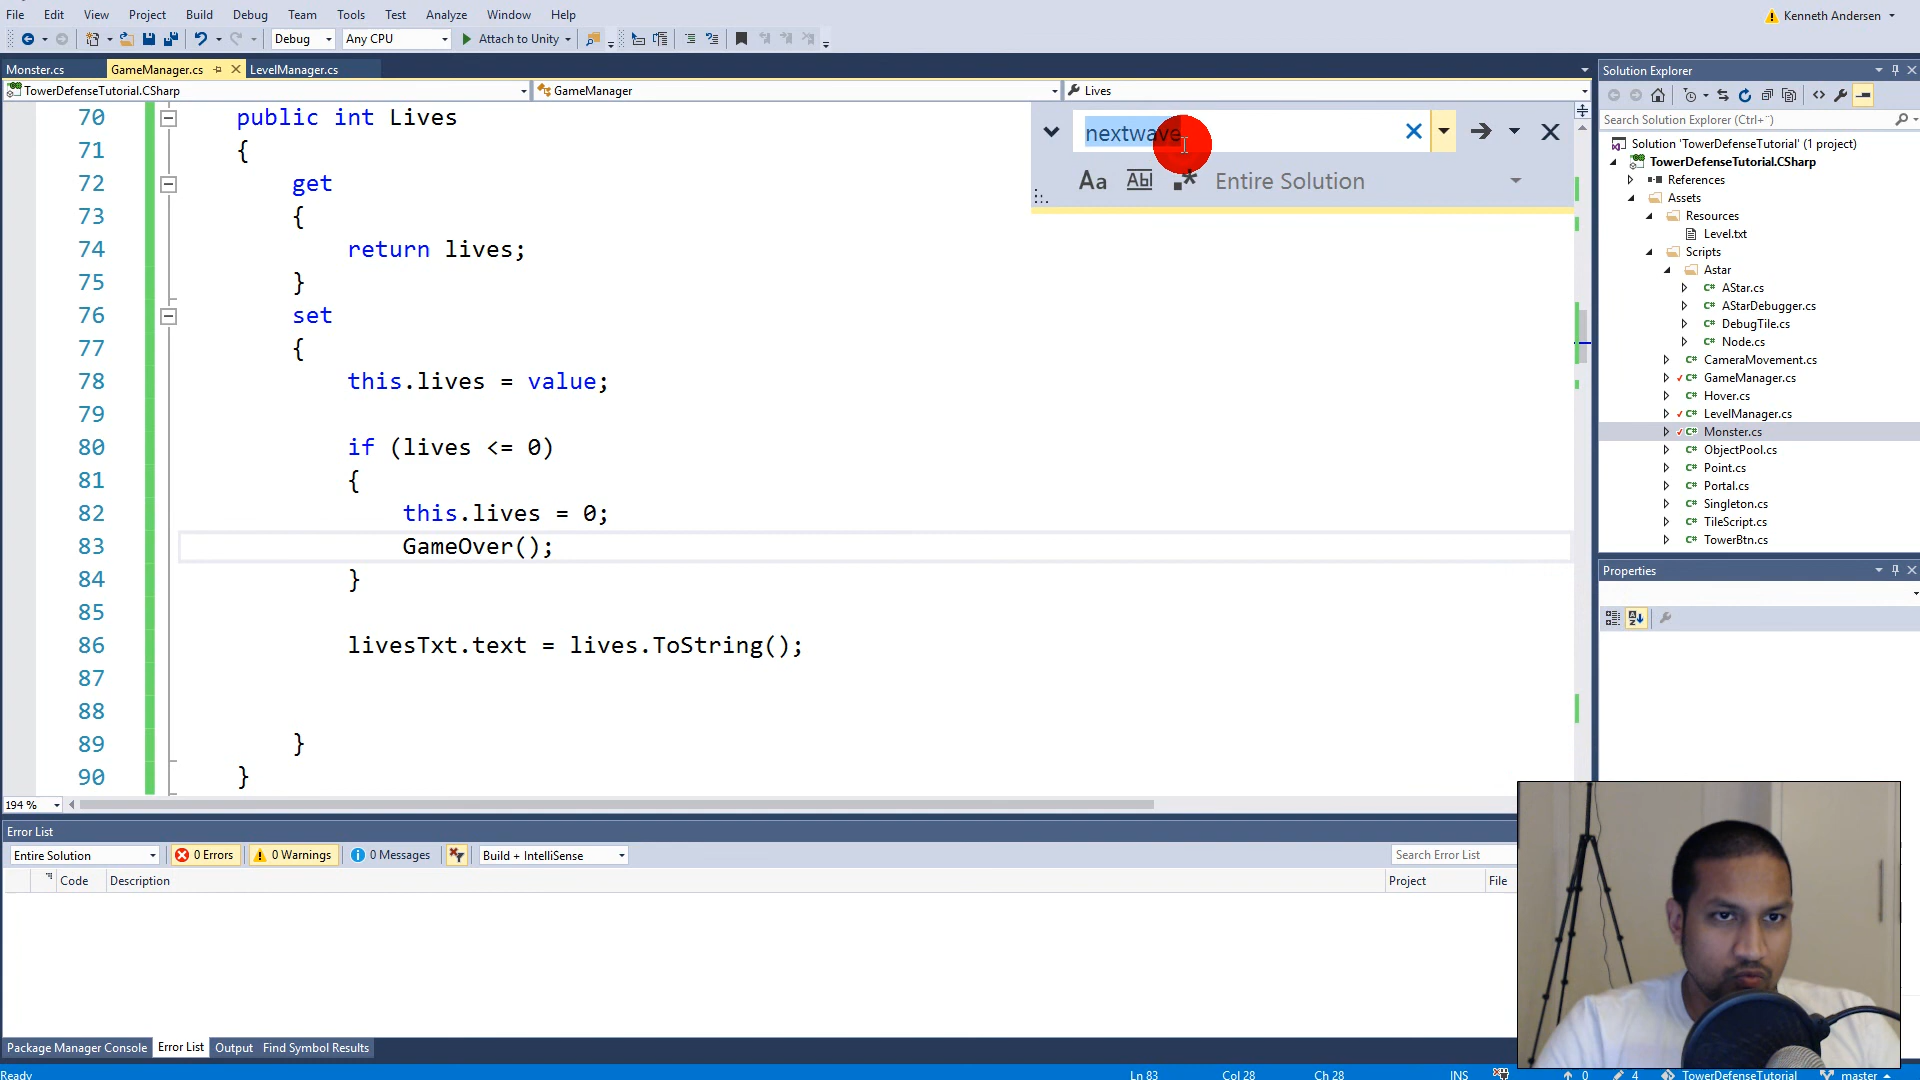 File Edit View Project Build Debug Team Tools Test Analyze Window Help
Kenneth Andersen
Debug Any CPU Attach to Unity
Monster.cs GameManager.cs LevelManager.cs
TowerDefenseTutorial.CSharp GameManager Lives
70 public int Lives
71 {
72 get
73 {
74 return lives;
75 }
76 set
77 {
78 this.lives = value;
79
80 if (lives <= 0)
81 {
82 this.lives = 0;
83 GameOver();
84 }
85
86 livesTxt.text = lives.ToString();
87
88
89 }
90 }
nextwave
Aa Abl .* Entire Solution
194 %
Solution Explorer
Search Solution Explorer (Ctrl+¨)
Solution 'TowerDefenseTutorial' (1 project)
TowerDefenseTutorial.CSharp
References
Assets
Resources
Level.txt
Scripts
Astar
C# AStar.cs
C# AStarDebugger.cs
C# DebugTile.cs
C# Node.cs
C# CameraMovement.cs
C# GameManager.cs
C# Hover.cs
C# LevelManager.cs
C# Monster.cs
C# ObjectPool.cs
C# Point.cs
C# Portal.cs
C# Singleton.cs
C# TileScript.cs
C# TowerBtn.cs
Properties
Error List
Entire Solution 0 Errors 0 Warnings 0 Messages Build + IntelliSense Search Error List
Code Description Project File
Package Manager Console Error List Output Find Symbol Results
Ready Ln 83 Col 28 Ch 28 INS 0 4 TowerDefenseTutorial master